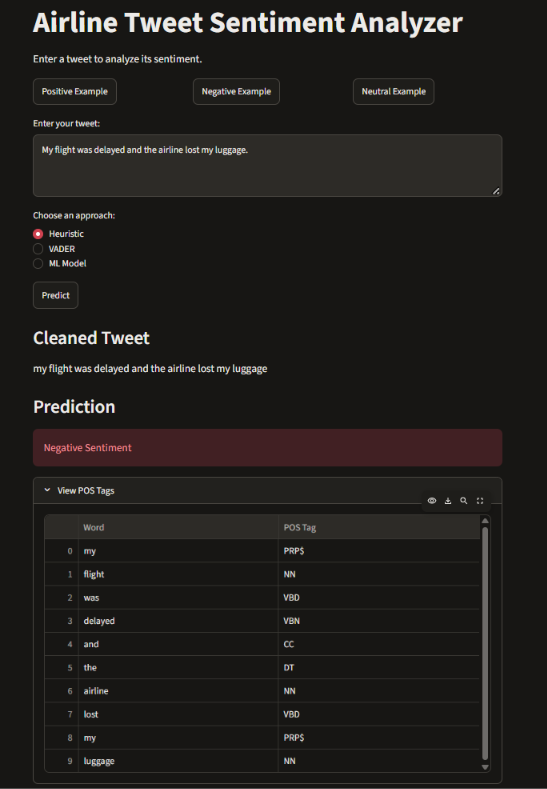 Airline Tweet Sentiment Analyzer
Enter a tweet to analyze its sentiment.
Positive Example Negative Example Neutral Example
Enter your tweet:
My flight was delayed and the airline lost my luggage.
Choose an approach:
Heuristic
VADER
ML Model
Predict
Cleaned Tweet
my flight was delayed and the airline lost my luggage
Prediction
Negative Sentiment
View POS Tags
Word POS Tag
0 my PRP$
1 flight NN
2 was VBD
3 delayed VBN
4 and CC
5 the DT
6 airline NN
7 lost VBD
8 my PRP$
9 luggage NN